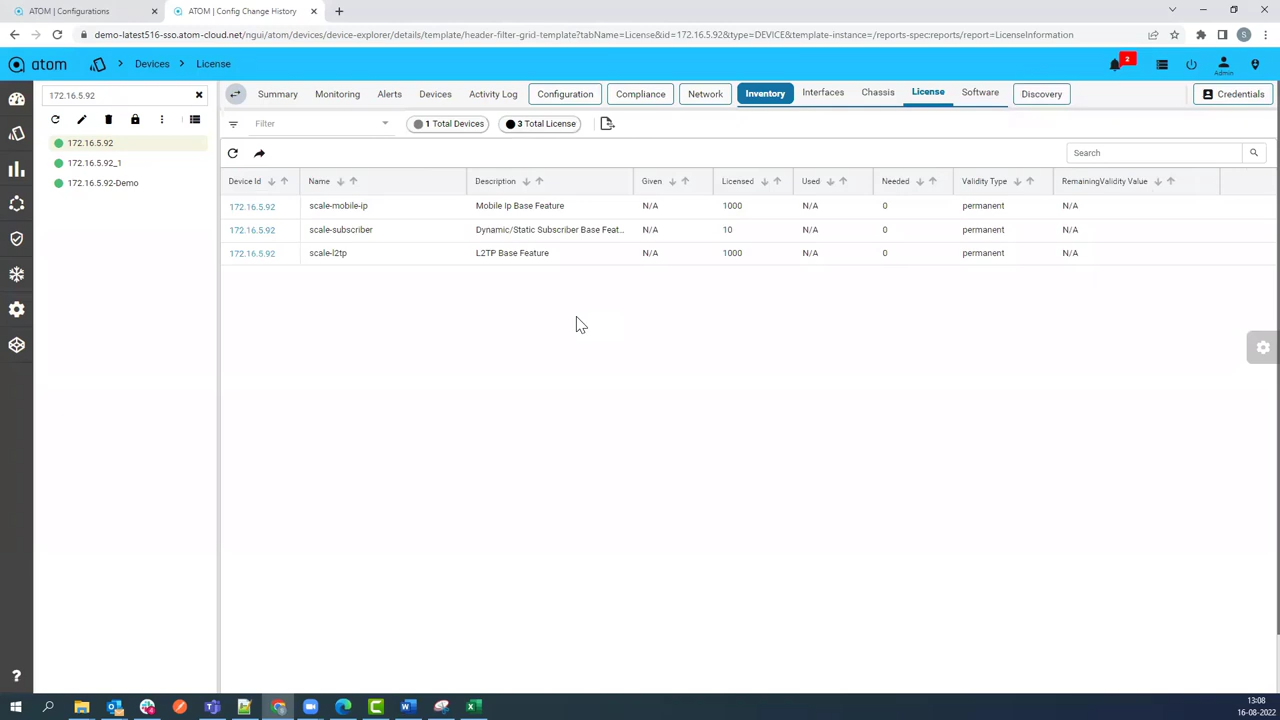 ATOM | Configurations
ATOM | Config Change History
demo-latest516-sso.atom-cloud.net/ngui/atom/devices/device-explorer/details/template/header-filter-grid-template?tabName=License&id=172.16.5.92&type=DEVICE&template-instance=/reports-spec:reports/report=LicenseInformation
S
atom
Devices
License
2
Admin
172.16.5.92
Summary Monitoring Alerts Devices Activity Log Configuration Compliance Network Inventory Interfaces Chassis License Software Discovery Credentials
172.16.5.92
172.16.5.92_1
172.16.5.92-Demo
Filter
1 Total Devices
3 Total License
Search
Device Id Name Description Given Licensed Used Needed Validity Type RemainingValidity Value
172.16.5.92 scale-mobile-ip Mobile Ip Base Feature N/A 1000 N/A 0 permanent N/A
172.16.5.92 scale-subscriber Dynamic/Static Subscriber Base Feat... N/A 10 N/A 0 permanent N/A
172.16.5.92 scale-l2tp L2TP Base Feature N/A 1000 N/A 0 permanent N/A
?
13:08
16-08-2022